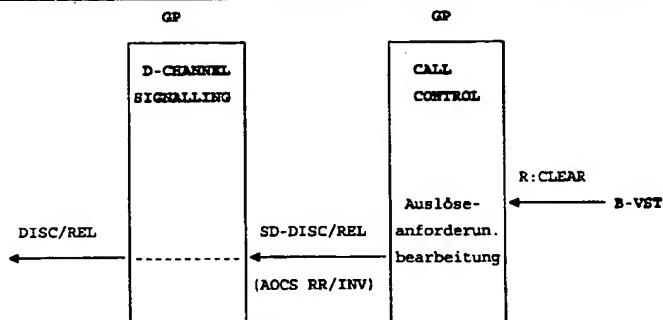 GP GP
D-CHANNEL CALL
SIGNALLING CONTROL
R:CLEAR
Auslöse- B-VST
DISC/REL SD-DISC/REL anforderun.
bearbeitung
(AOCS RR/INV)